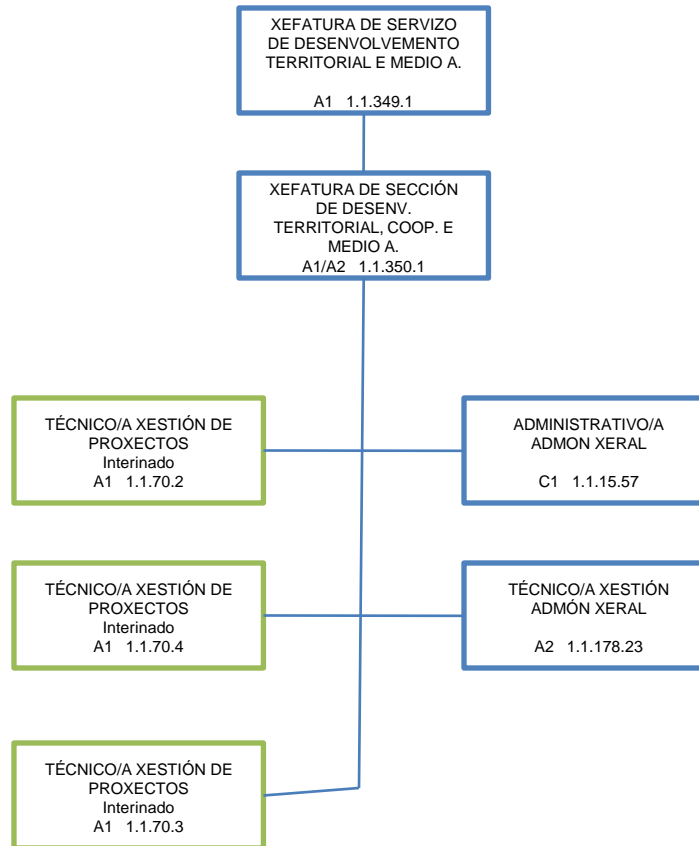 XEFATURA DE SERVIZO
DE DESENVOLVEMENTO
TERRITORIAL E MEDIO A.
A1 1.1.349.1
XEFATURA DE SECCIÓN
DE DESENV.
TERRITORIAL, COOP. E
MEDIO A.
A1/A2 1.1.350.1
TÉCNICO/A XESTIÓN DE
PROXECTOS
Interinado
A1 1.1.70.2
ADMINISTRATIVO/A
ADMON XERAL
C1 1.1.15.57
TÉCNICO/A XESTIÓN DE
PROXECTOS
Interinado
A1 1.1.70.4
TÉCNICO/A XESTIÓN
ADMÓN XERAL
A2 1.1.178.23
TÉCNICO/A XESTIÓN DE
PROXECTOS
Interinado
A1 1.1.70.3